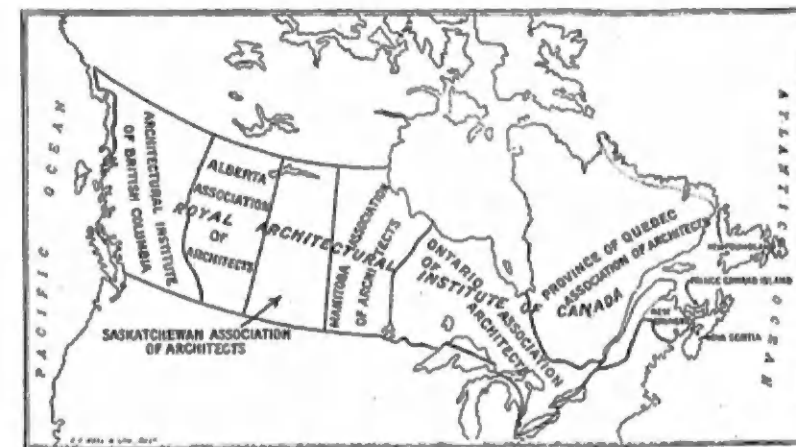 PACIFIC OCEAN
ARCHITECTURAL INSTITUTE
OF BRITISH COLUMBIA
ALBERTA
ASSOCIATION
OF
ARCHITECTS
SASKATCHEWAN ASSOCIATION
OF ARCHITECTS
MANITOBA ASSOCIATION
OF ARCHITECTS
ONTARIO ASSOCIATION
OF ARCHITECTS
PROVINCE OF QUEBEC
ASSOCIATION OF ARCHITECTS
ROYAL ARCHITECTURAL INSTITUTE OF CANADA
NEWFOUNDLAND
PRINCE EDWARD ISLAND
NEW
NOVA SCOTIA
ATLANTIC OCEAN